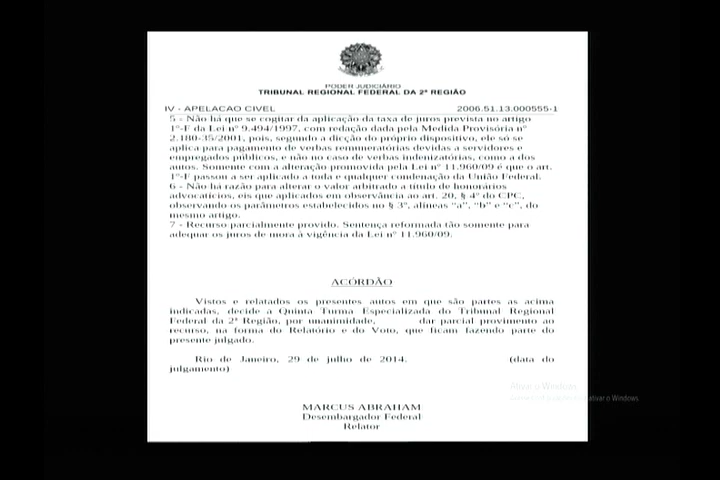 PODER JUDICIÁRIO
TRIBUNAL REGIONAL FEDERAL DA 2ª REGIÃO
IV - APELACAO CIVEL 2006.51.13.000555-1
5 - Não há que se cogitar da aplicação da taxa de juros prevista no artigo
1º-F da Lei nº 9.494/1997, com redação dada pela Medida Provisória nº
2.180-35/2001, pois, segundo a dicção do próprio dispositivo, ele só se
aplica para pagamento de verbas remuneratórias devidas a servidores e
empregados públicos, e não no caso de verbas indenizatórias, como a dos
autos. Somente com a alteração promovida pela Lei nº 11.960/09 é que o art.
1º-F passou a ser aplicado a toda e qualquer condenação da União Federal.
6 - Não há razão para alterar o valor arbitrado a título de honorários
advocatícios, eis que aplicados em observância ao art. 20, § 4º do CPC,
observando os parâmetros estabelecidos no § 3º, alíneas “a”, “b” e “c”, do
mesmo artigo.
7 - Recurso parcialmente provido. Sentença reformada tão somente para
adequar os juros de mora à vigência da Lei nº 11.960/09.
ACÓRDÃO
Vistos e relatados os presentes autos em que são partes as acima
indicadas, decide a Quinta Turma Especializada do Tribunal Regional
Federal da 2ª Região, por unanimidade, dar parcial provimento ao
recurso, na forma do Relatório e do Voto, que ficam fazendo parte do
presente julgado.
Rio de Janeiro, 29 de julho de 2014. (data do
julgamento)
Ativar o Windows
ativar o Windows.
MARCUS ABRAHAM
Desembargador Federal
Relator